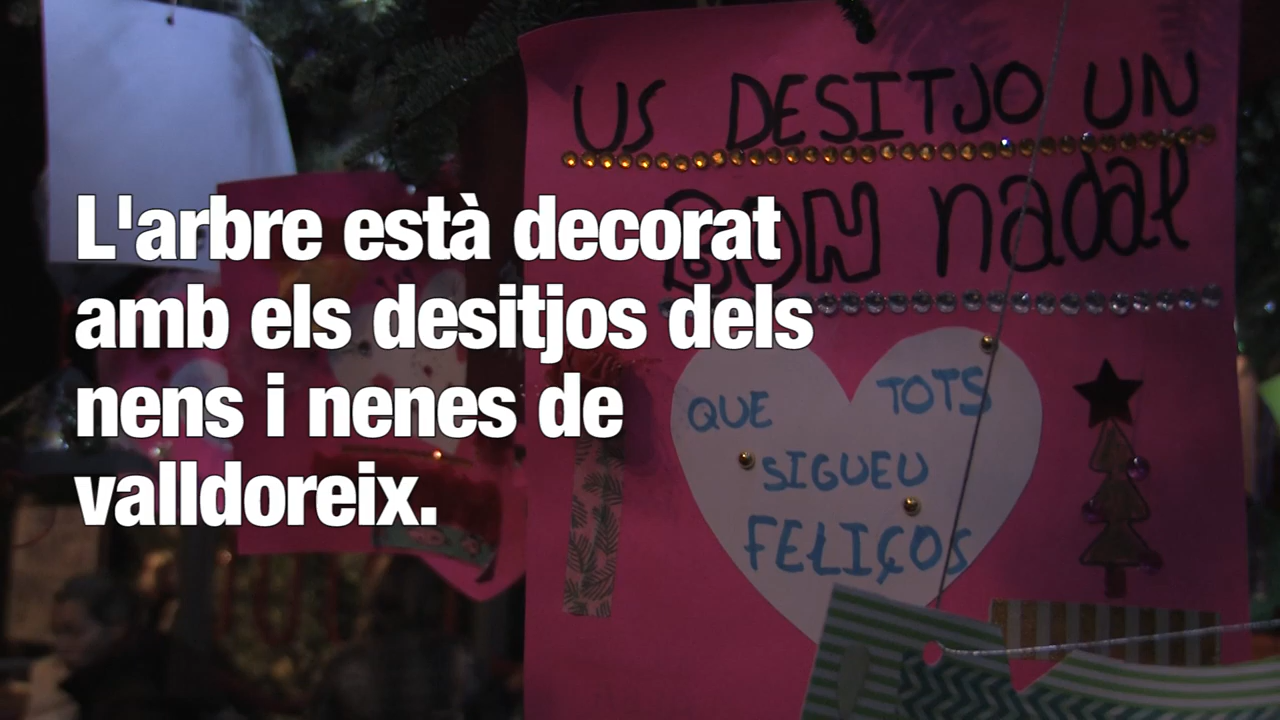 US DESITJO UN
BON nadal
L'arbre està decorat
amb els desitjos dels
nens i nenes de
valldoreix.
QUE TOTS
SIGUEU
FELIÇOS